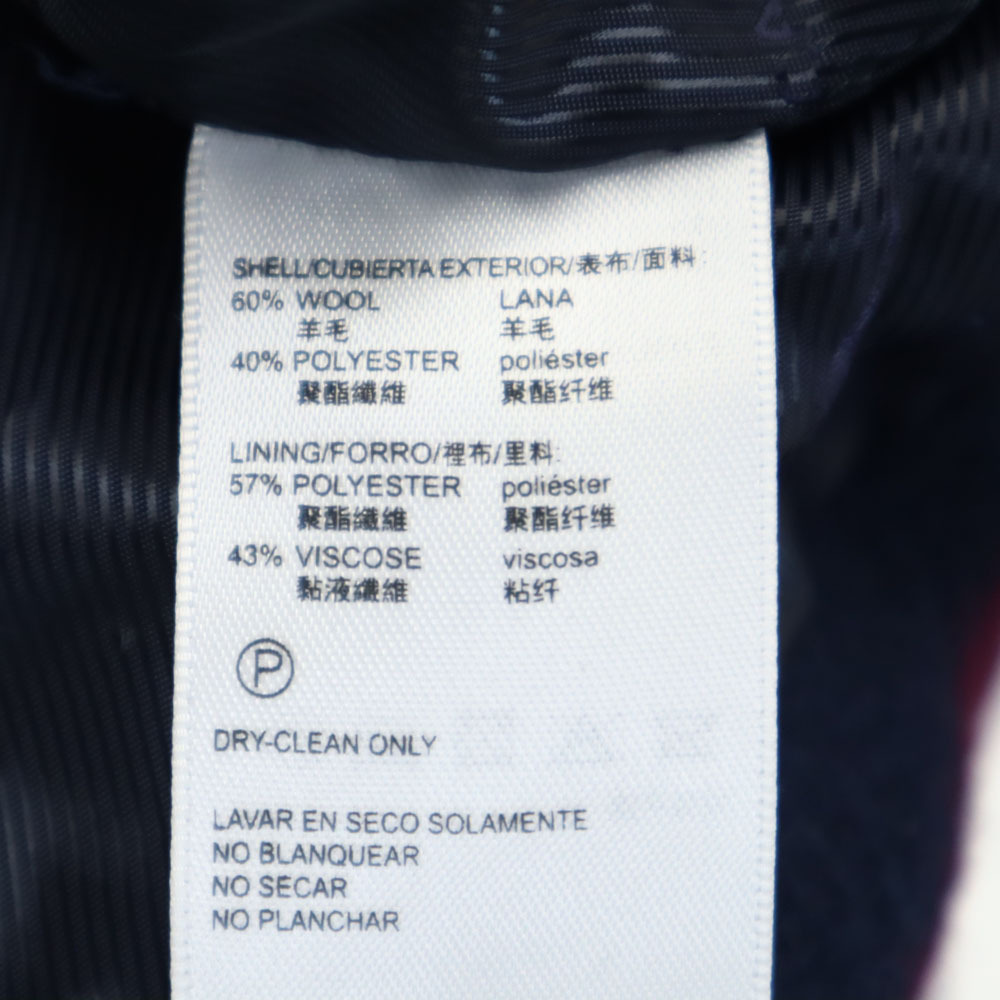 SHELL/CUBIERTA EXTERIOR/表布/面料:
60% WOOL LANA
羊毛 羊毛
40% POLYESTER poliéster
聚酯纖維 聚酯纤维
LINING/FORRO/裡布/里料:
57% POLYESTER poliéster
聚酯纖維 聚酯纤维
43% VISCOSE viscosa
黏液纖維 粘纤
P
DRY-CLEAN ONLY
LAVAR EN SECO SOLAMENTE
NO BLANQUEAR
NO SECAR
NO PLANCHAR